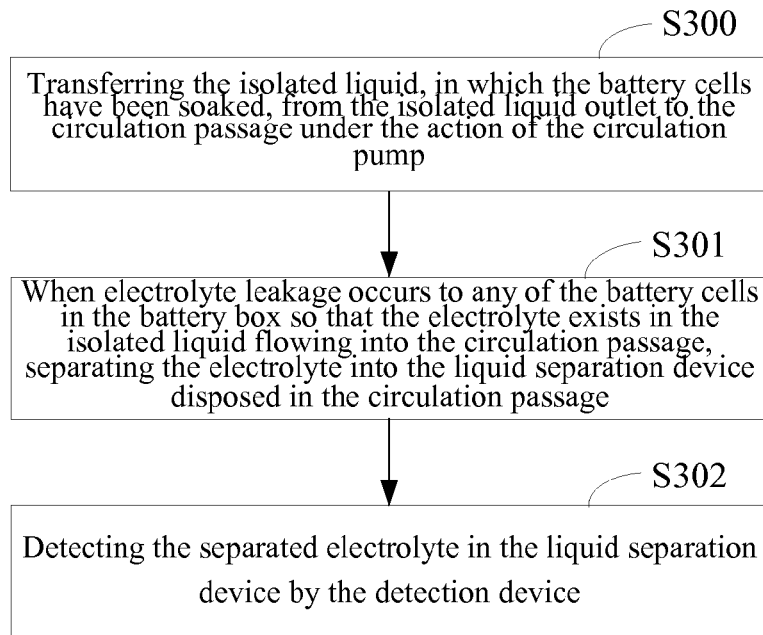 S300
Transferring the isolated liquid, in which the battery cells
have been soaked, from the isolated liquid outlet to the
circulation passage under the action of the circulation
pump
S301
When electrolyte leakage occurs to any of the battery cells
in the battery box so that the electrolyte exists in the
isolated liquid flowing into the circulation passage,
separating the electrolyte into the liquid separation device
disposed in the circulation passage
S302
Detecting the separated electrolyte in the liquid separation
device by the detection device